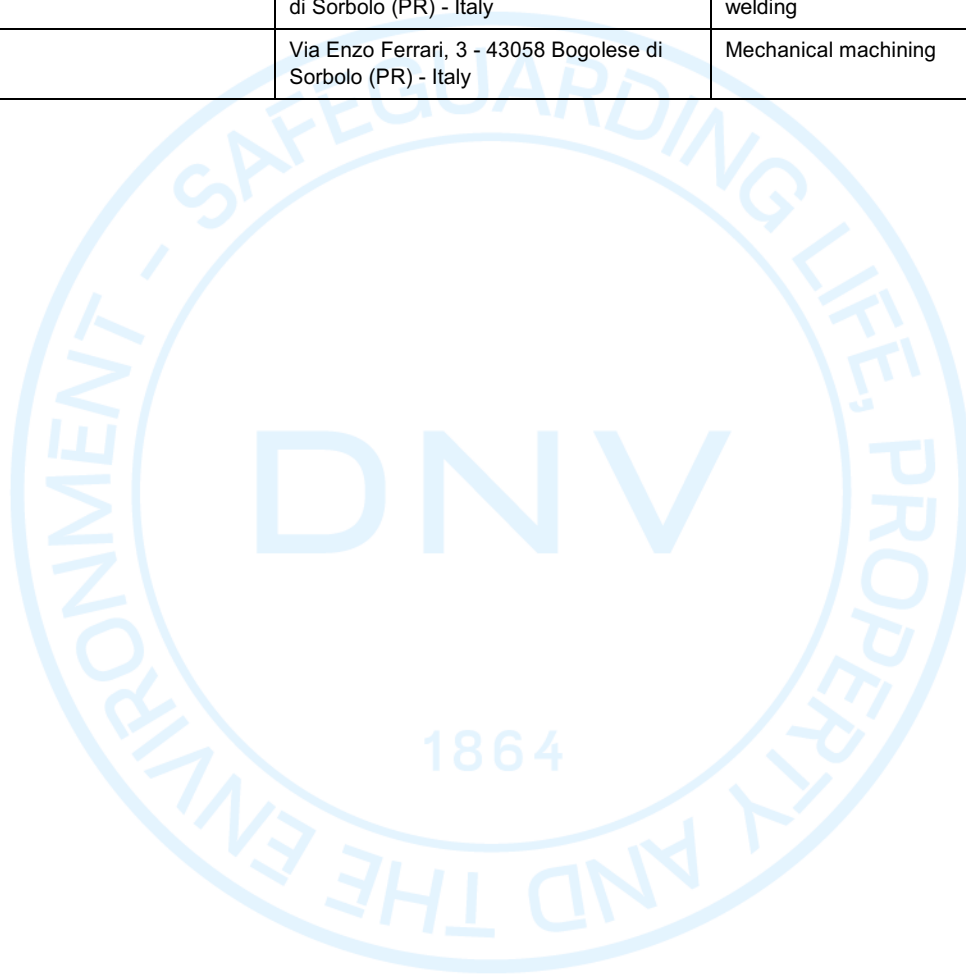 di Sorbolo (PR) - Italy
welding
Via Enzo Ferrari, 3 - 43058 Bogolese di
Sorbolo (PR) - Italy
Mechanical machining
SAFEGUARDING LIFE, PROPERTY AND THE ENVIRONMENT -
DNV
1864